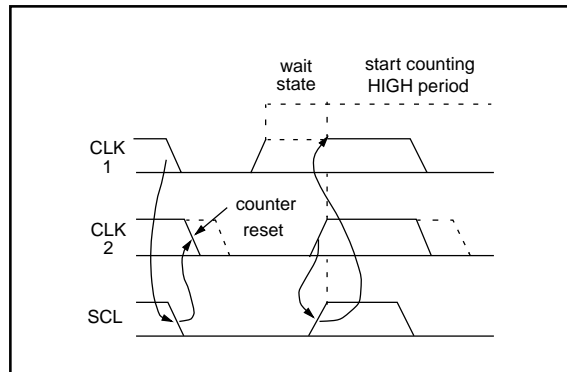 wait
state
start counting
HIGH period
CLK
1
counter
reset
CLK
2
SCL